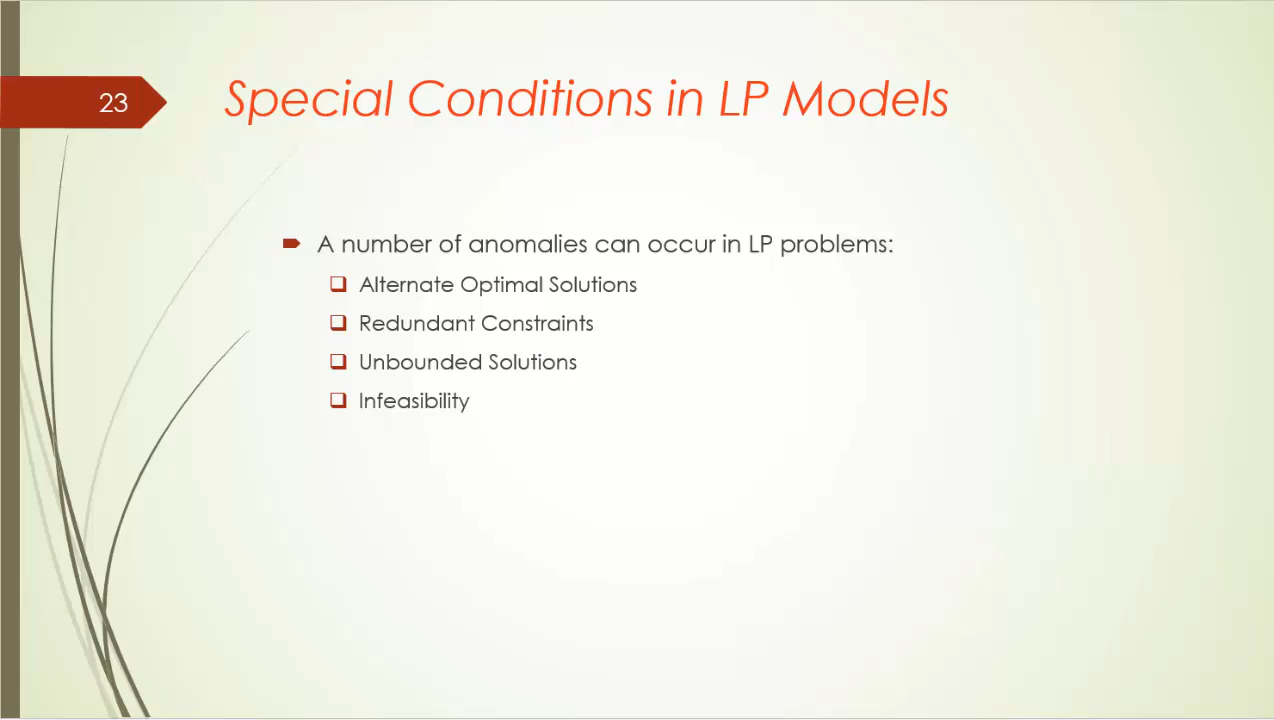 23
Special Conditions in LP Models
A number of anomalies can occur in LP problems:
Alternate Optimal Solutions
Redundant Constraints
Unbounded Solutions
Infeasibility